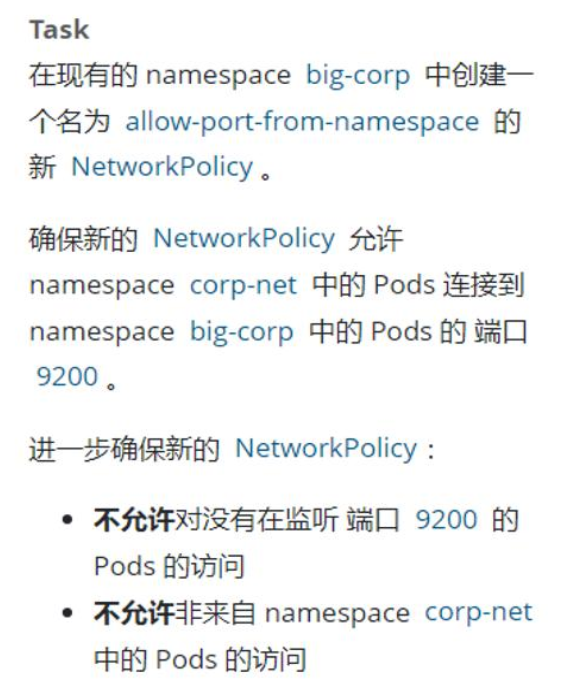 Task
在现有的 namespace big-corp 中创建一
个名为 allow-port-from-namespace 的
新 NetworkPolicy 。
确保新的 NetworkPolicy 允许
namespace corp-net 中的 Pods 连接到
namespace big-corp 中的 Pods 的 端口
9200 。
进一步确保新的 NetworkPolicy：
• 不允许对没有在监听 端口 9200 的
Pods 的访问
• 不允许非来自 namespace corp-net
中的 Pods 的访问